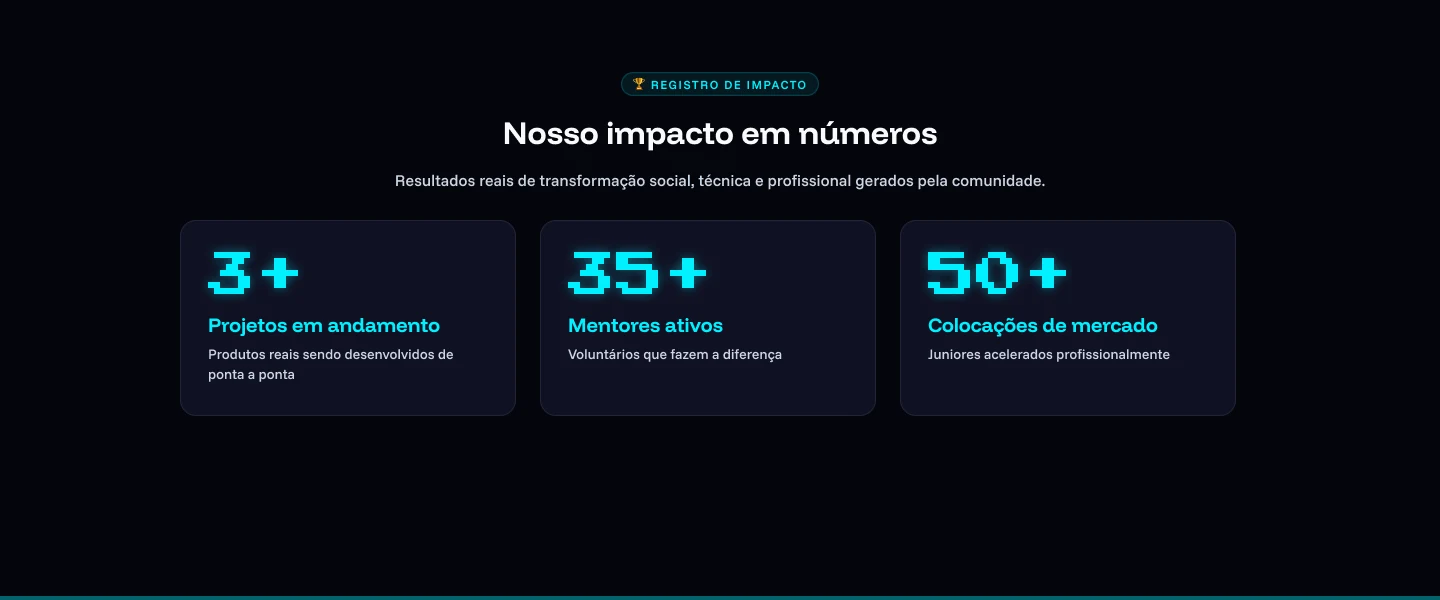 🏆 REGISTRO DE IMPACTO
Nosso impacto em números
Resultados reais de transformação social, técnica e profissional gerados pela comunidade.
3+
Projetos em andamento
Produtos reais sendo desenvolvidos de
ponta a ponta
35+
Mentores ativos
Voluntários que fazem a diferença
50+
Colocações de mercado
Juniores acelerados profissionalmente